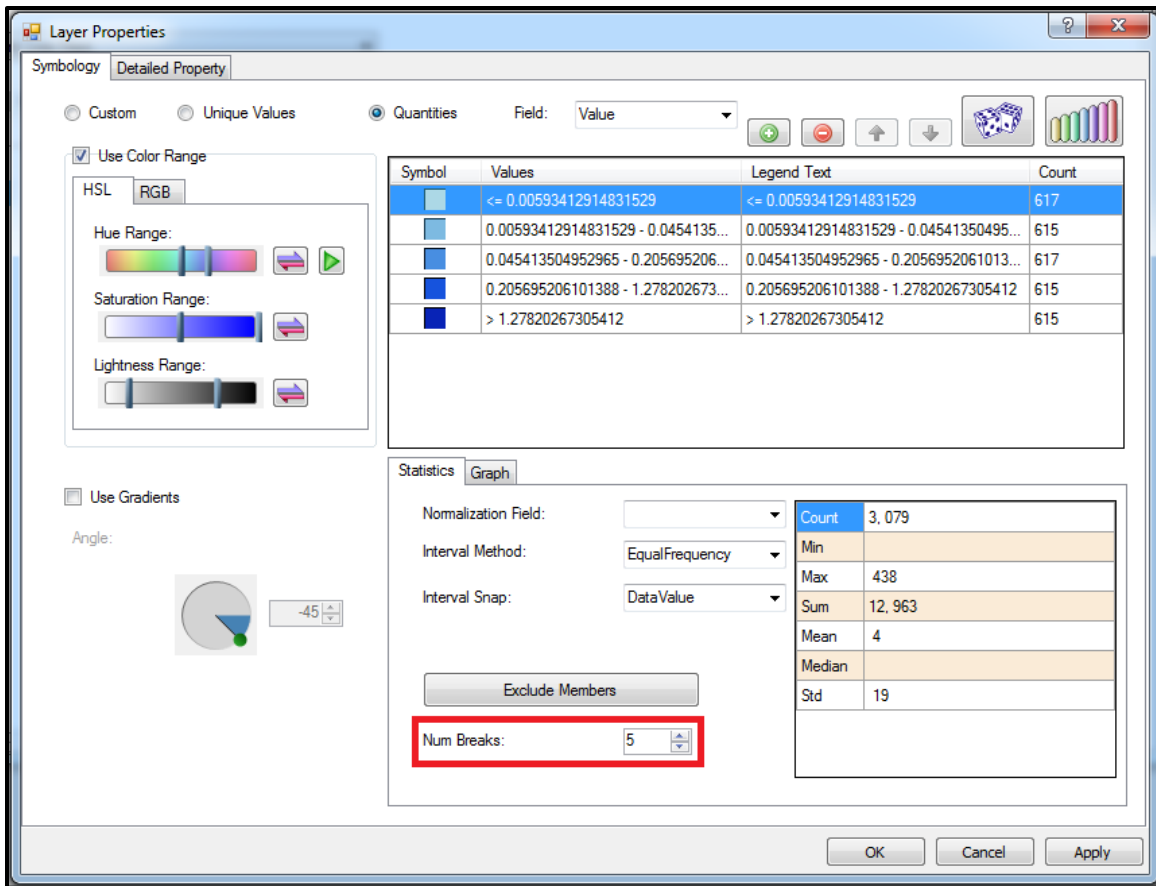 Layer Properties
Symbology Detailed Property
Custom Unique Values Quantities Field: Value
Use Color Range
HSL RGB
Hue Range:
Saturation Range:
Lightness Range:
Symbol Values Legend Text Count
<= 0.00593412914831529 <= 0.00593412914831529 617
0.00593412914831529 - 0.0454135... 0.00593412914831529 - 0.04541350495... 615
0.045413504952965 - 0.205695206... 0.045413504952965 - 0.2056952061013... 617
0.205695206101388 - 1.278202673... 0.205695206101388 - 1.27820267305412 615
> 1.27820267305412 > 1.27820267305412 615
Use Gradients
Angle:
-45
Statistics Graph
Normalization Field:
Interval Method: EqualFrequency
Interval Snap: DataValue
Exclude Members
Num Breaks: 5
Count 3, 079
Min
Max 438
Sum 12, 963
Mean 4
Median
Std 19
OK Cancel Apply